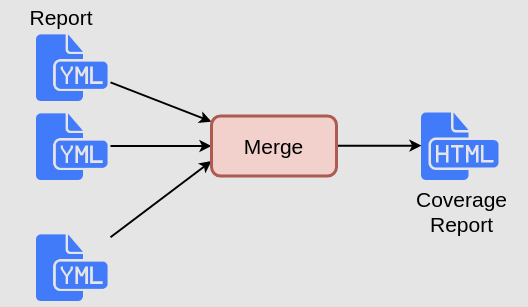 Report
YML
YML
Merge
HTML
Coverage
Report
YML